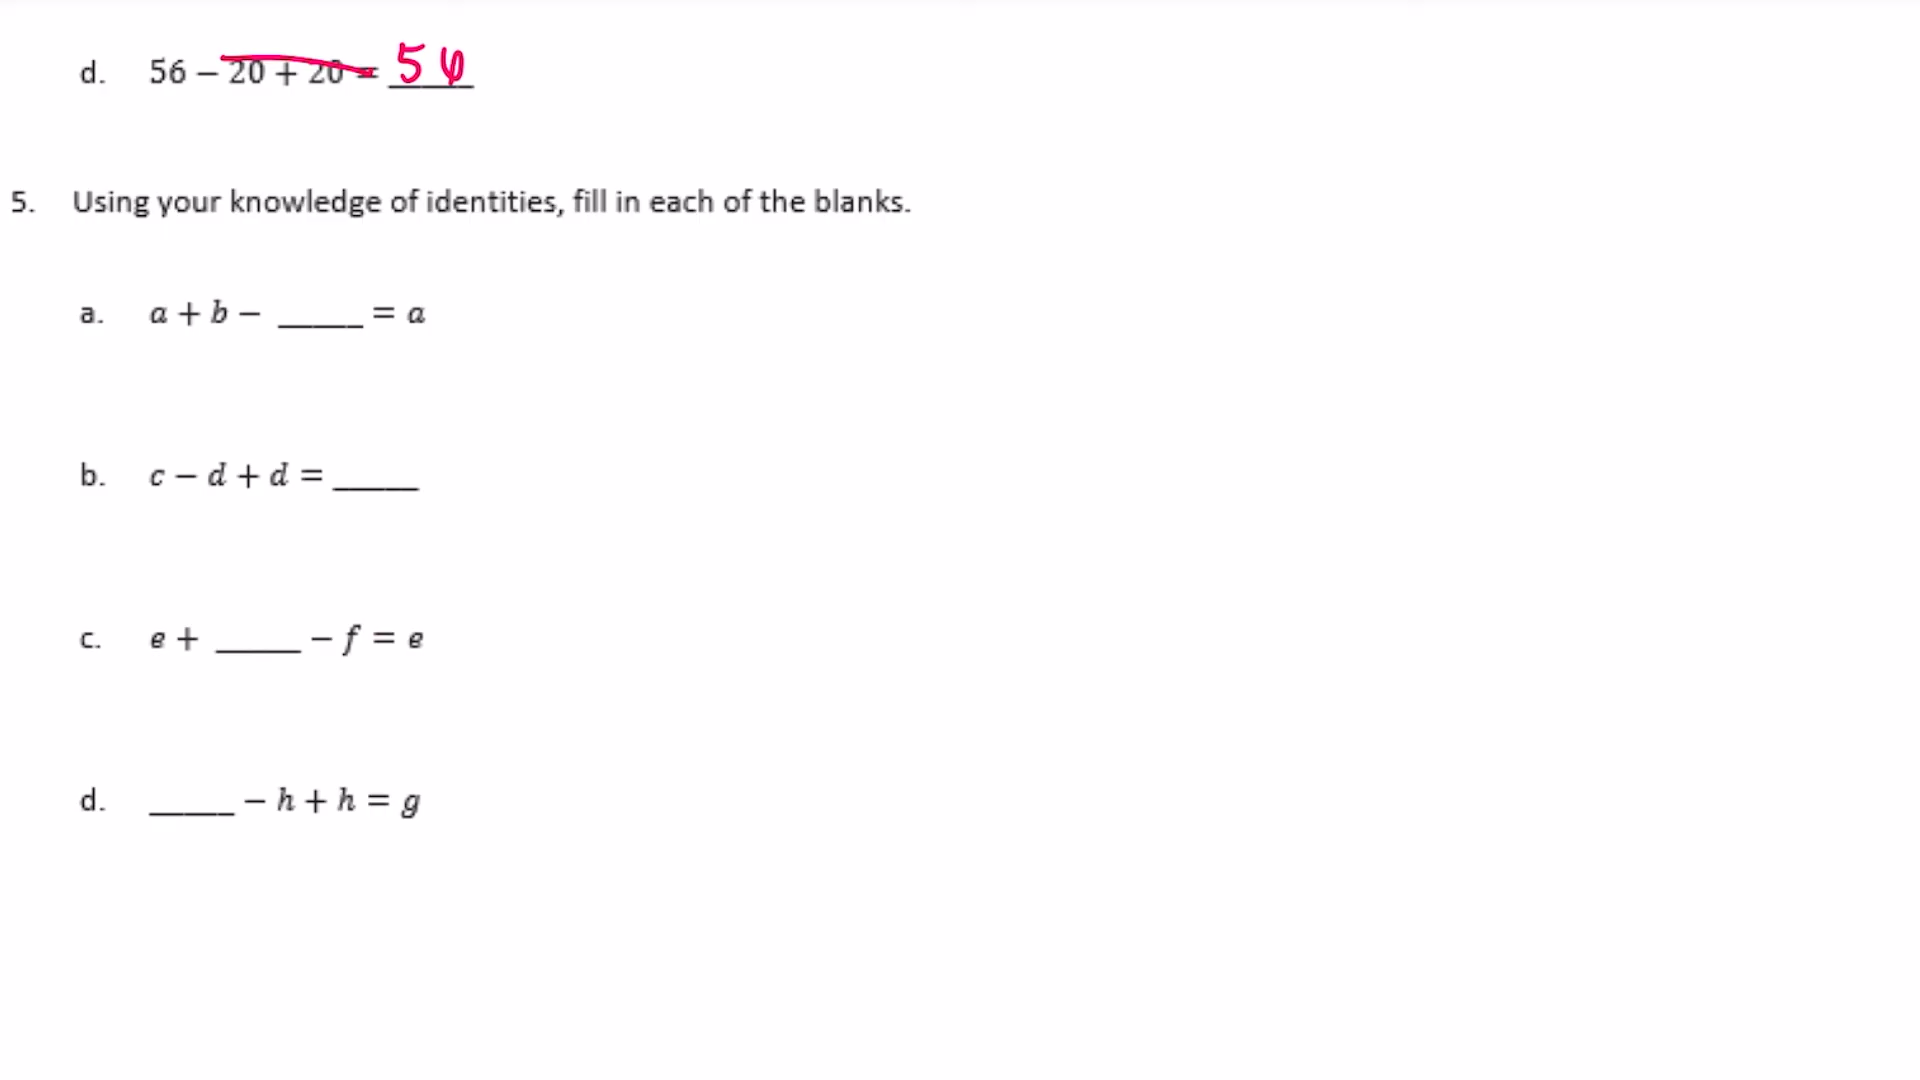 d. 56 – 20 + 20 = 56
5. Using your knowledge of identities, fill in each of the blanks.
a. a + b – _____ = a
b. c – d + d = _____
c. e + _____ – f = e
d. _____ – h + h = g